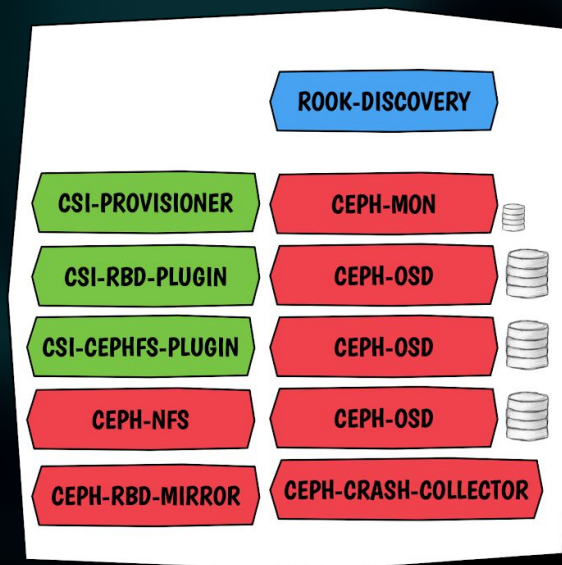 ROOK-DISCOVERY
CSI-PROVISIONER
CEPH-MON
CSI-RBD-PLUGIN
CEPH-OSD
CSI-CEPHFS-PLUGIN
CEPH-OSD
CEPH-NFS
CEPH-OSD
CEPH-RBD-MIRROR
CEPH-CRASH-COLLECTOR